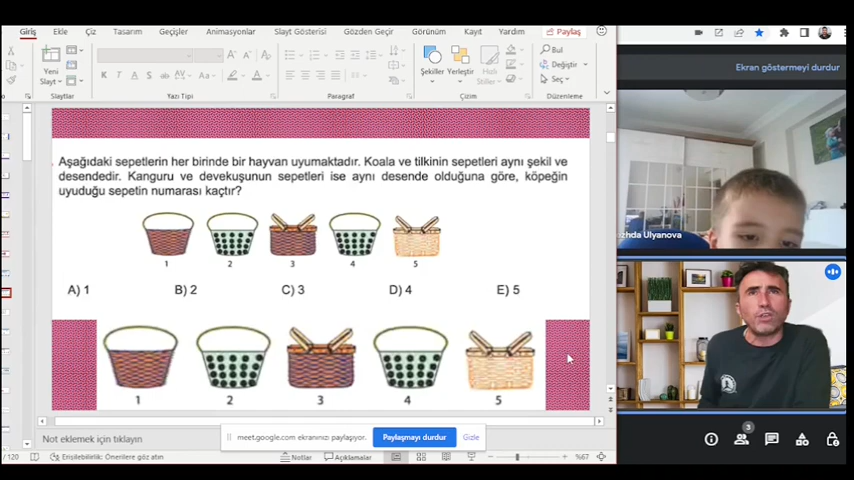 Giriş Ekle Çiz Tasarım Geçişler Animasyonlar Slayt Gösterisi Gözden Geçir Görünüm Kayıt Yardım Paylaş
Yeni
Slayt
Slaytlar
K T A S
Yazı Tipi
Paragraf
Şekiller Yerleştir Hızlı
Stiller
Çizim
Bul
Değiştir
Seç
Düzenleme
Ekran göstermeyi durdur
Aşağıdaki sepetlerin her birinde bir hayvan uyumaktadır. Koala ve tilkinin sepetleri aynı şekil ve
desendedir. Kanguru ve devekuşunun sepetleri ise aynı desende olduğuna göre, köpeğin
uyuduğu sepetin numarası kaçtır?
1 2 3 4 5
A) 1 B) 2 C) 3 D) 4 E) 5
1 2 3 4 5
ozhda Ulyanova
Not eklemek için tıklayın
meet.google.com ekranınızı paylaşıyor.
Paylaşmayı durdur
Gizle
3
/ 120
Erişilebilirlik: Önerilere göz atın
Notlar
Açıklamalar
%67